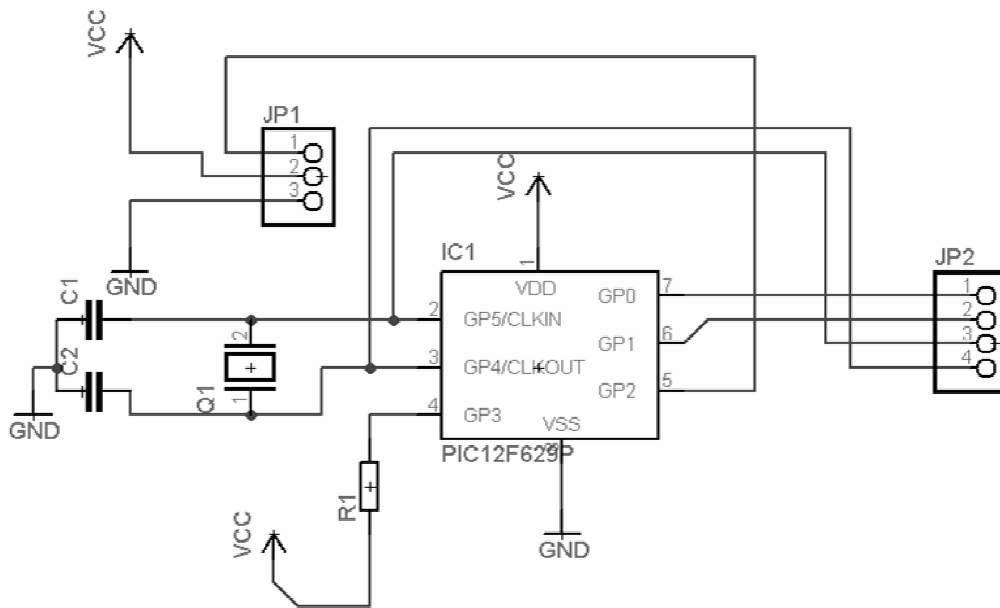 VCC
JP1
1
2
3
GND
VCC
IC1
1
VDD
2
GP5/CLKIN
3
GP4/CLKOUT
4
GP3
GP0
7
GP1
6
GP2
5
VSS
8
PIC12F629P
GND
JP2
1
2
3
4
C1
C2
GND
2
1
Q1
R1
VCC